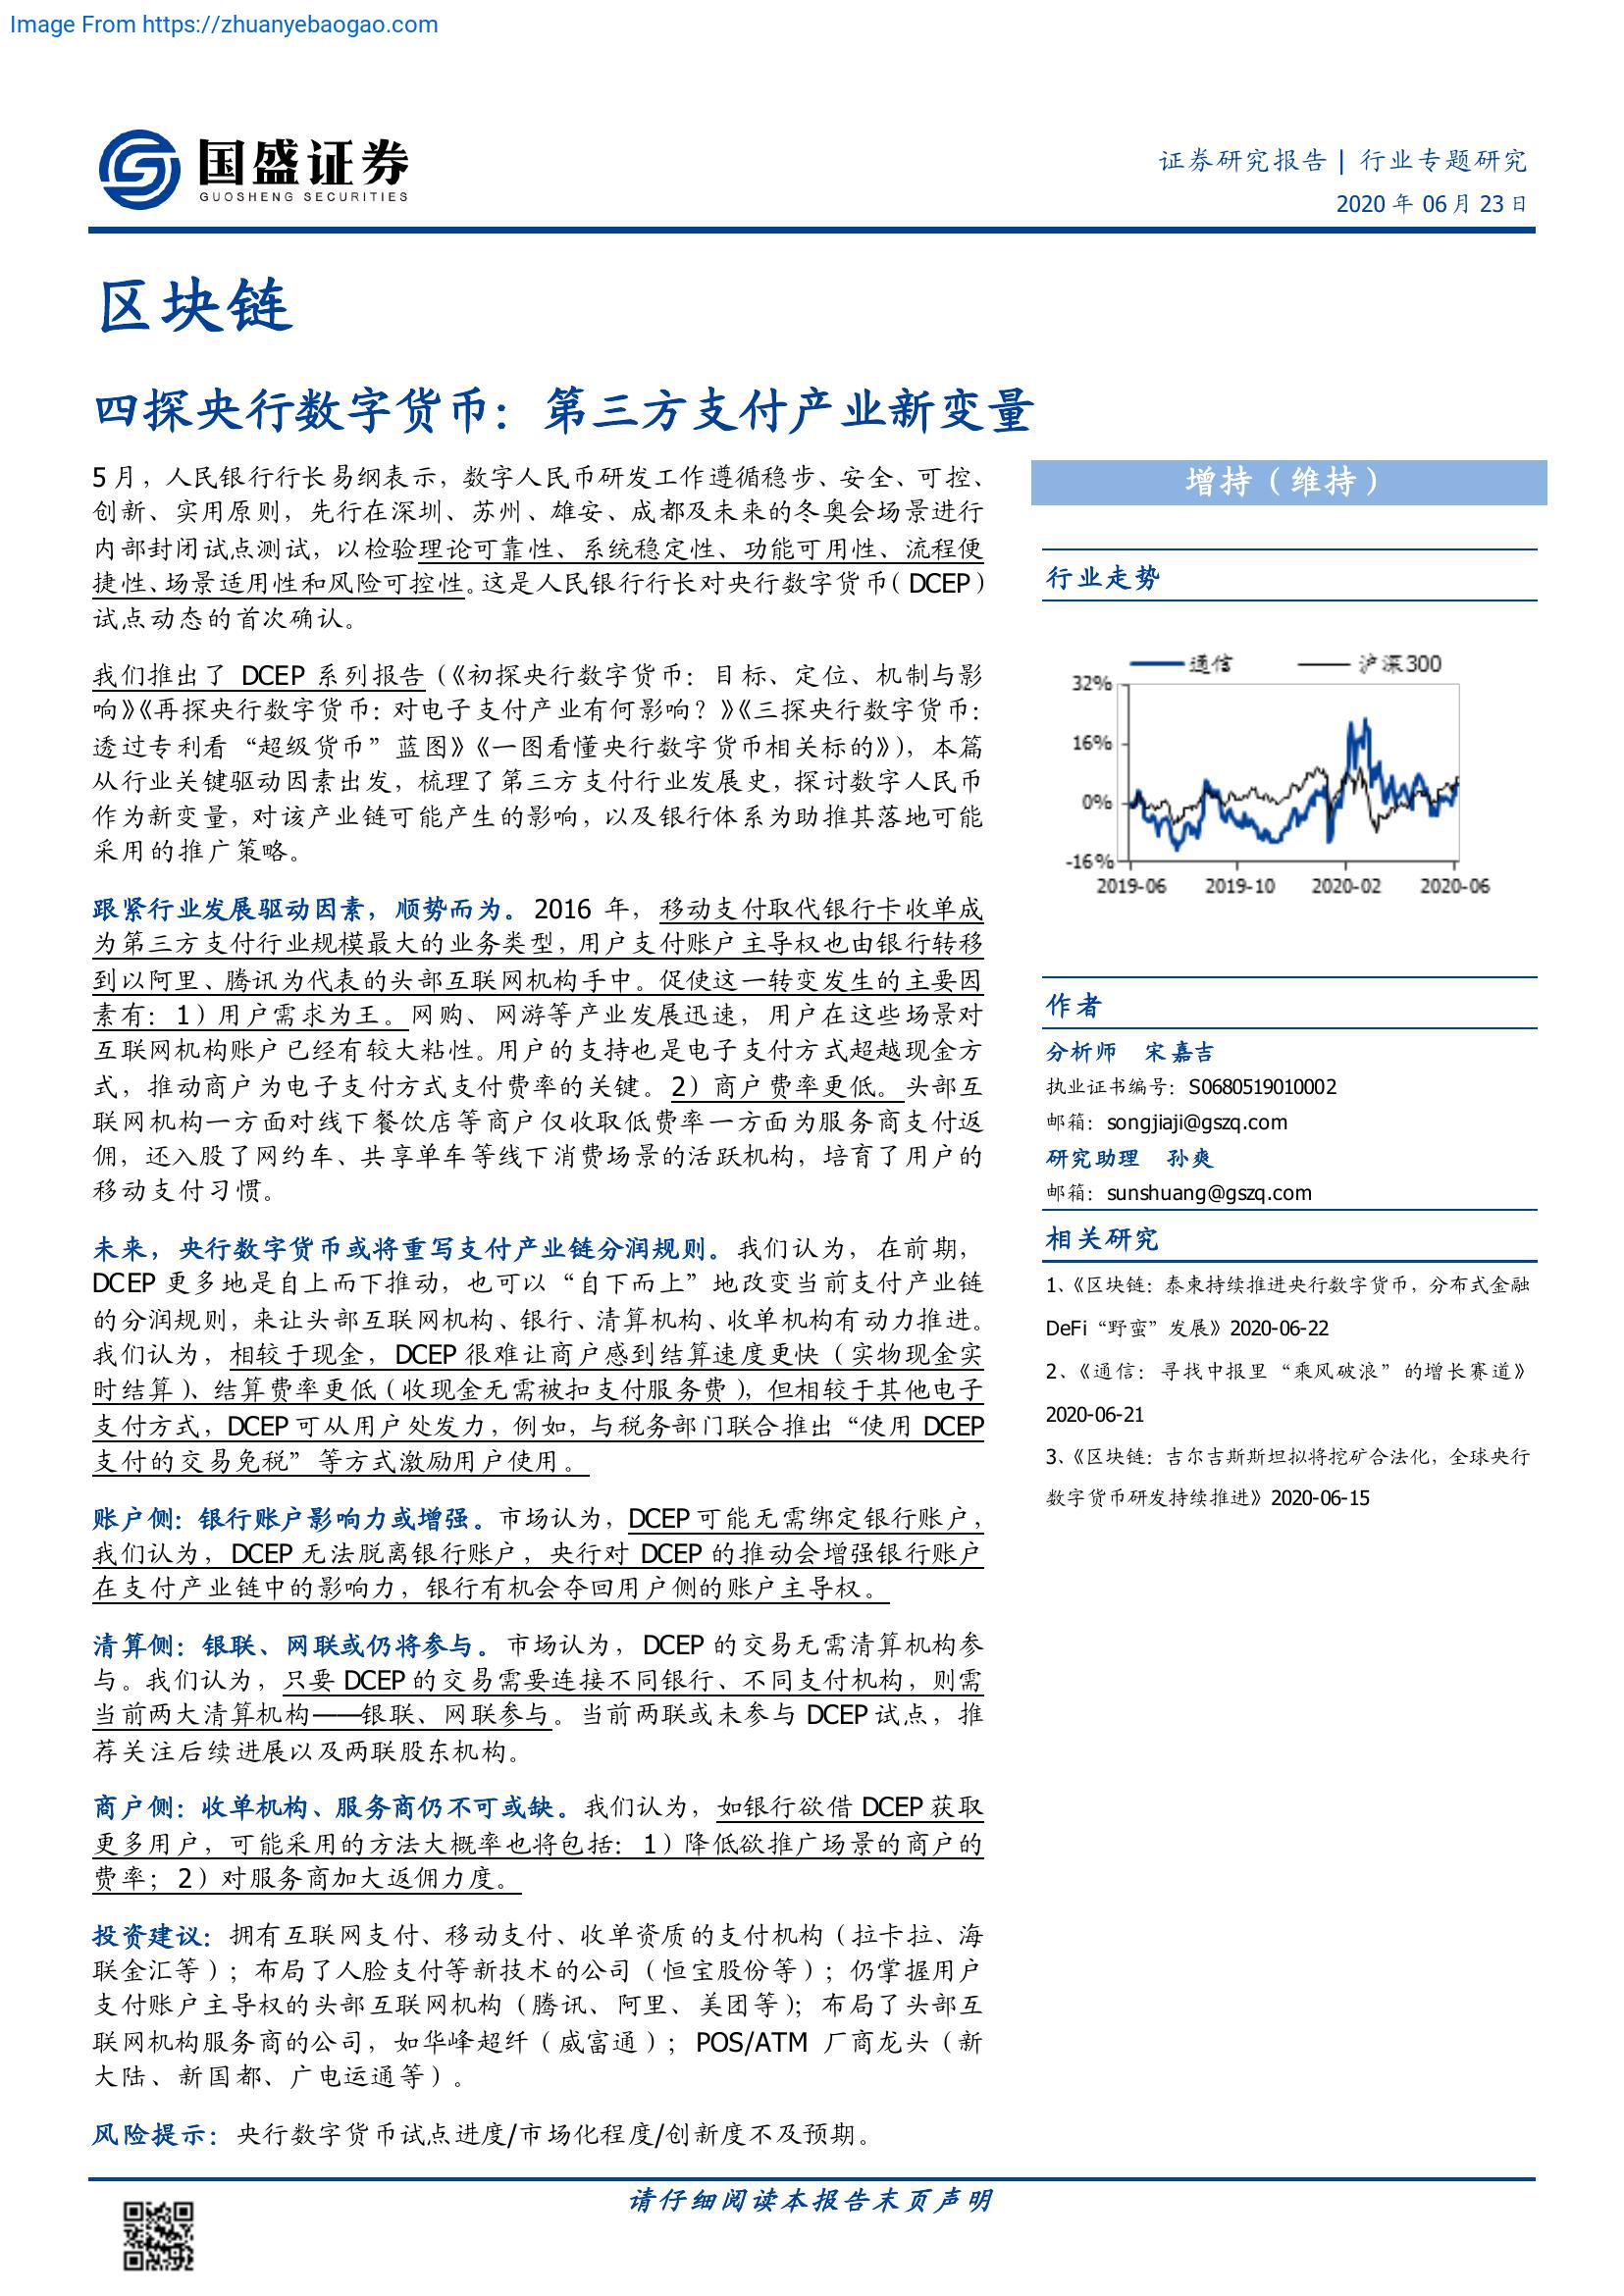 Image From https://zhuanyebaogao.com
国盛证券
GUOSHENG SECURITIES
证券研究报告 | 行业专题研究
2020 年 06月 23日
区块链
四探央行数字货币：第三方支付产业新变量
5 月，人民银行行长易纲表示，数字人民币研发工作遵循稳步、安全、可控、
创新、实用原则，先行在深圳、苏州、雄安、成都及未来的冬奥会场景进行
内部封闭试点测试，以检验理论可靠性、系统稳定性、功能可用性、流程便
捷性、场景适用性和风险可控性。这是人民银行行长对央行数字货币（DCEP）
试点动态的首次确认。
我们推出了 DCEP 系列报告（《初探央行数字货币：目标、定位、机制与影
响》《再探央行数字货币：对电子支付产业有何影响？》《三探央行数字货币：
透过专利看“超级货币”蓝图》《一图看懂央行数字货币相关标的》），本篇
从行业关键驱动因素出发，梳理了第三方支付行业发展史，探讨数字人民币
作为新变量，对该产业链可能产生的影响，以及银行体系为助推其落地可能
采用的推广策略。
跟紧行业发展驱动因素，顺势而为。2016 年，移动支付取代银行卡收单成
为第三方支付行业规模最大的业务类型，用户支付账户主导权也由银行转移
到以阿里、腾讯为代表的头部互联网机构手中。促使这一转变发生的主要因
素有：1）用户需求为王。网购、网游等产业发展迅速，用户在这些场景对
互联网机构账户已经有较大粘性。用户的支持也是电子支付方式超越现金方
式，推动商户为电子支付方式支付费率的关键。2）商户费率更低。头部互
联网机构一方面对线下餐饮店等商户仅收取低费率一方面为服务商支付返
佣，还入股了网约车、共享单车等线下消费场景的活跃机构，培育了用户的
移动支付习惯。
未来，央行数字货币或将重写支付产业链分润规则。我们认为，在前期，
DCEP 更多地是自上而下推动，也可以“自下而上”地改变当前支付产业链
的分润规则，来让头部互联网机构、银行、清算机构、收单机构有动力推进。
我们认为，相较于现金，DCEP 很难让商户感到结算速度更快（实物现金实
时结算）、结算费率更低（收现金无需被扣支付服务费），但相较于其他电子
支付方式，DCEP 可从用户处发力，例如，与税务部门联合推出“使用 DCEP
支付的交易免税”等方式激励用户使用。
账户侧：银行账户影响力或增强。市场认为，DCEP 可能无需绑定银行账户，
我们认为，DCEP 无法脱离银行账户，央行对 DCEP 的推动会增强银行账户
在支付产业链中的影响力，银行有机会夺回用户侧的账户主导权。
清算侧：银联、网联或仍将参与。市场认为，DCEP 的交易无需清算机构参
与。我们认为，只要 DCEP 的交易需要连接不同银行、不同支付机构，则需
当前两大清算机构——银联、网联参与。当前两联或未参与 DCEP 试点，推
荐关注后续进展以及两联股东机构。
商户侧：收单机构、服务商仍不可或缺。我们认为，如银行欲借 DCEP 获取
更多用户，可能采用的方法大概率也将包括：1）降低欲推广场景的商户的
费率；2）对服务商加大返佣力度。
投资建议：拥有互联网支付、移动支付、收单资质的支付机构（拉卡拉、海
联金汇等）；布局了人脸支付等新技术的公司（恒宝股份等）；仍掌握用户
支付账户主导权的头部互联网机构（腾讯、阿里、美团等）；布局了头部互
联网机构服务商的公司，如华峰超纤（威富通）；POS/ATM 厂商龙头（新
大陆、新国都、广电运通等）。
风险提示：央行数字货币试点进度/市场化程度/创新度不及预期。
增持（维持）
行业走势
通信 沪深300
32%
16%
0%
-16%
2019-06 2019-10 2020-02 2020-06
作者
分析师 宋嘉吉
执业证书编号：S0680519010002
邮箱：songjiaji@gszq.com
研究助理 孙爽
邮箱：sunshuang@gszq.com
相关研究
1、《区块链：泰柬持续推进央行数字货币，分布式金融
DeFi“野蛮”发展》2020-06-22
2、《通信：寻找中报里“乘风破浪”的增长赛道》
2020-06-21
3、《区块链：吉尔吉斯斯坦拟将挖矿合法化，全球央行
数字货币研发持续推进》2020-06-15
请仔细阅读本报告末页声明